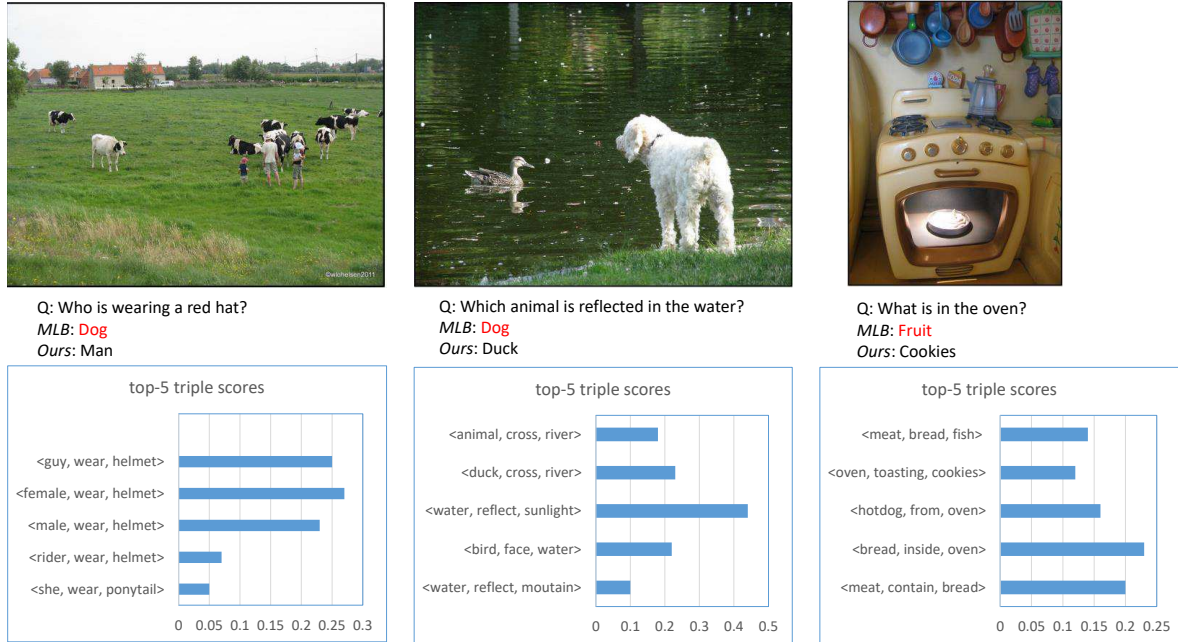 ©wlohelser2011
Q: Who is wearing a red hat?
MLB: Dog
Ours: Man
Q: Which animal is reflected in the water?
MLB: Dog
Ours: Duck
Q: What is in the oven?
MLB: Fruit
Ours: Cookies
top-5 triple scores
<guy, wear, helmet>
<female, wear, helmet>
<male, wear, helmet>
<rider, wear, helmet>
<she, wear, ponytail>
0 0.05 0.1 0.15 0.2 0.25 0.3
top-5 triple scores
<animal, cross, river>
<duck, cross, river>
<water, reflect, sunlight>
<bird, face, water>
<water, reflect, moutain>
0 0.1 0.2 0.3 0.4 0.5
top-5 triple scores
<meat, bread, fish>
<oven, toasting, cookies>
<hotdog, from, oven>
<bread, inside, oven>
<meat, contain, bread>
0 0.05 0.1 0.15 0.2 0.25